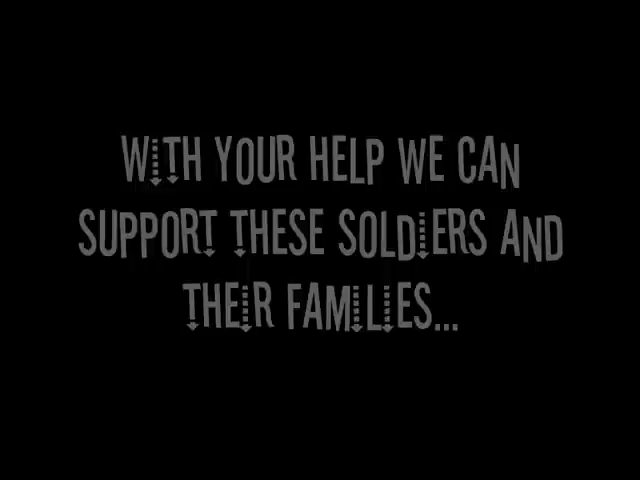 WITH YOUR HELP WE CAN
SUPPORT THESE SOLDIERS AND
THEIR FAMILIES...